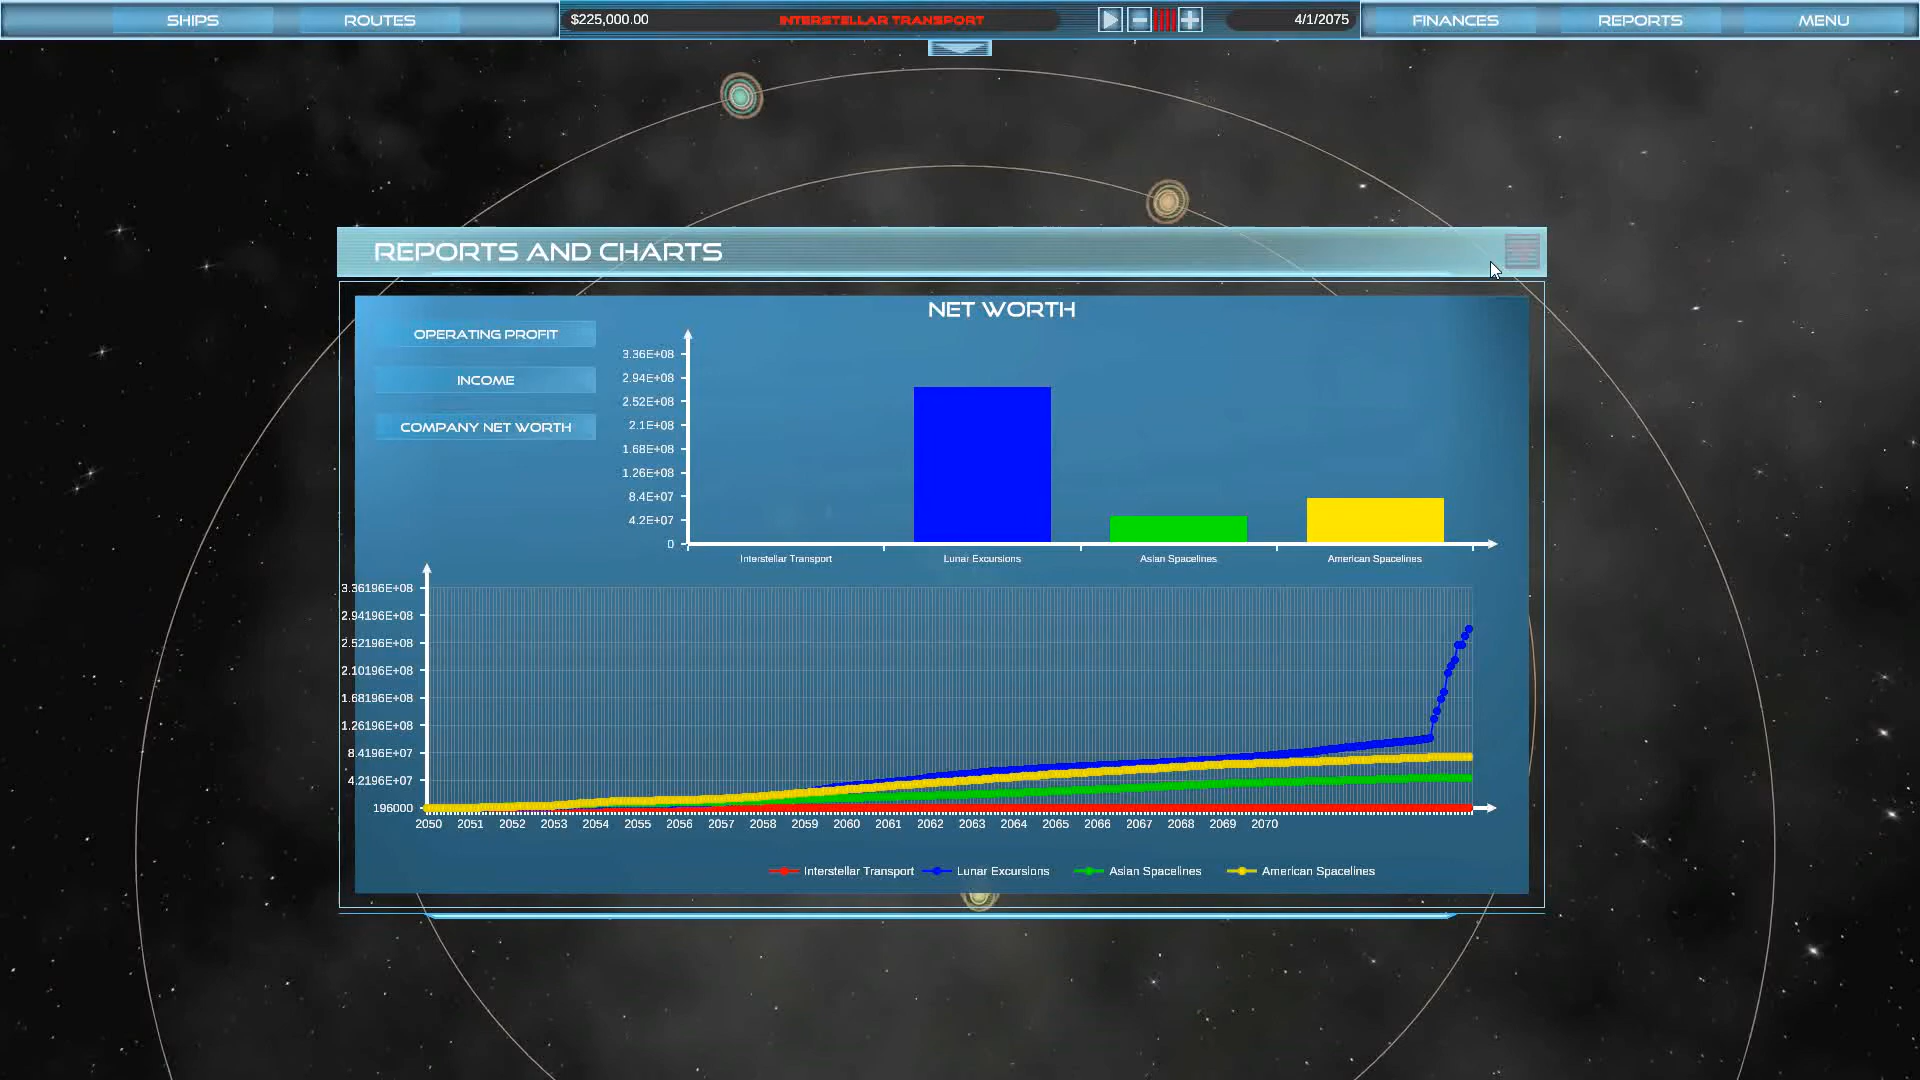 SHIPS
ROUTES
$225,000.00
INTERSTELLAR TRANSPORT
4/1/2075
FINANCES
REPORTS
MENU
REPORTS AND CHARTS
OPERATING PROFIT
INCOME
COMPANY NET WORTH
NET WORTH
3.36E+08
2.94E+08
2.52E+08
2.1E+08
1.68E+08
1.26E+08
8.4E+07
4.2E+07
0
Interstellar Transport Lunar Excursions Asian Spacelines American Spacelines
3.36196E+08
2.94196E+08
2.52196E+08
2.10196E+08
1.68196E+08
1.26196E+08
8.4196E+07
4.2196E+07
196000
2050 2051 2052 2053 2054 2055 2056 2057 2058 2059 2060 2061 2062 2063 2064 2065 2066 2067 2068 2069 2070
Interstellar Transport Lunar Excursions Asian Spacelines American Spacelines